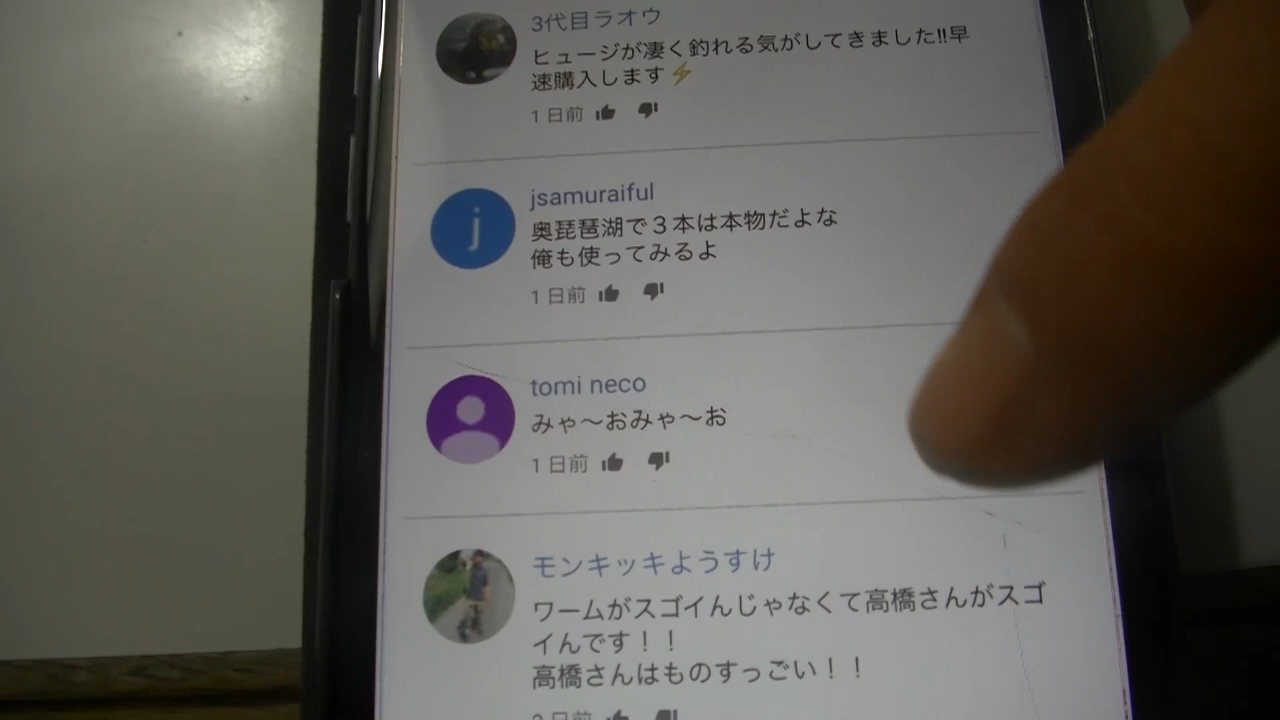 3代目ラオウ
ヒュージが凄く釣れる気がしてきました!!早
速購入します⚡
1日前
j
jsamuraiful
奥琵琶湖で３本は本物だよな
俺も使ってみるよ
1日前
tomi neco
みゃ～おみゃ～お
1日前
モンキッキようすけ
ワームがスゴイんじゃなくて高橋さんがスゴ
イんです！！
高橋さんはものすっごい！！